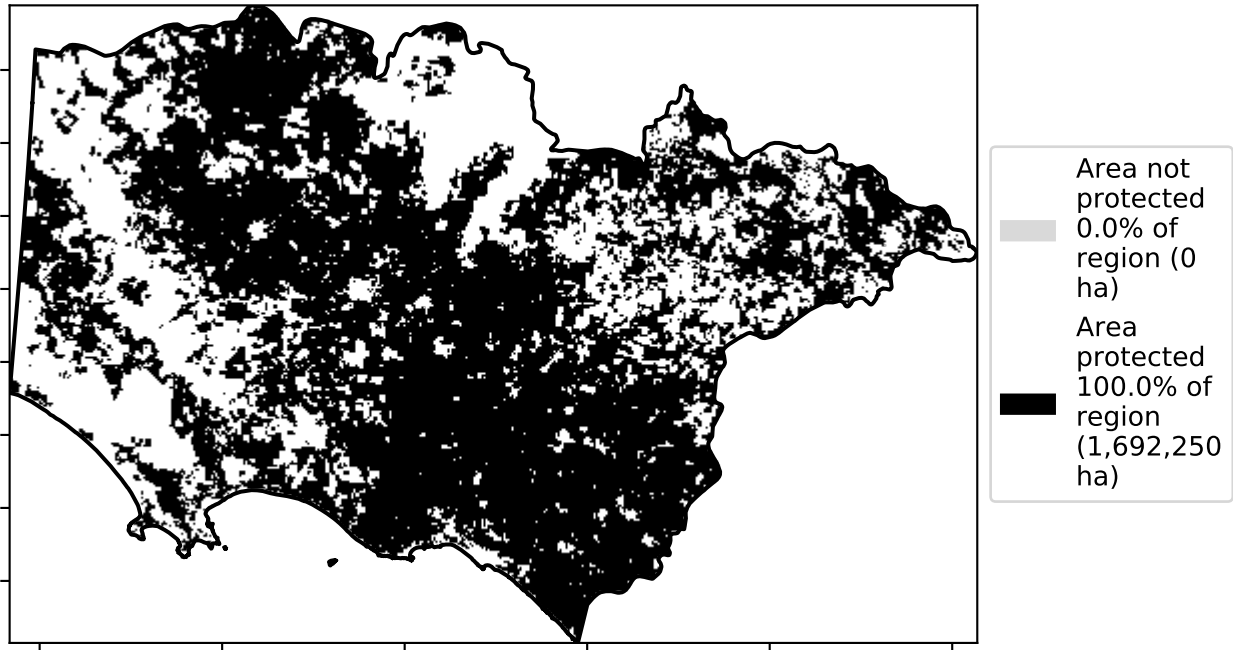 Area not
protected
0.0% of
region (0
ha)
Area
protected
100.0% of
region
(1,692,250
ha)